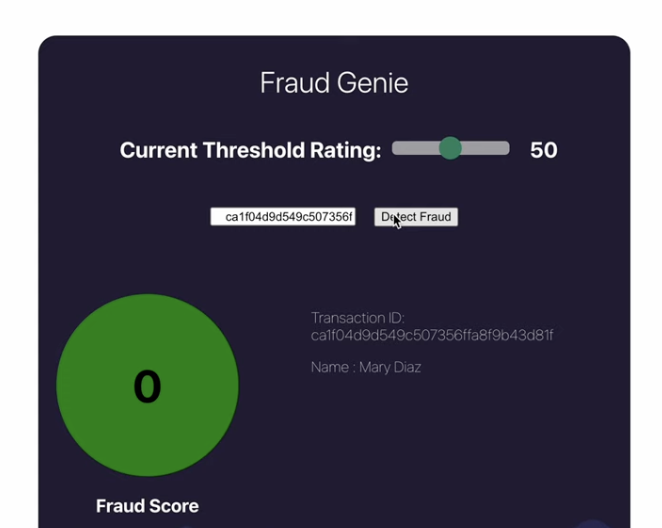 Fraud Genie
Current Threshold Rating: 50
ca1f04d9d549c507356f Detect Fraud
Transaction ID:
ca1f04d9d549c507356ffa8f9b43d81f
Name : Mary Diaz
0
Fraud Score